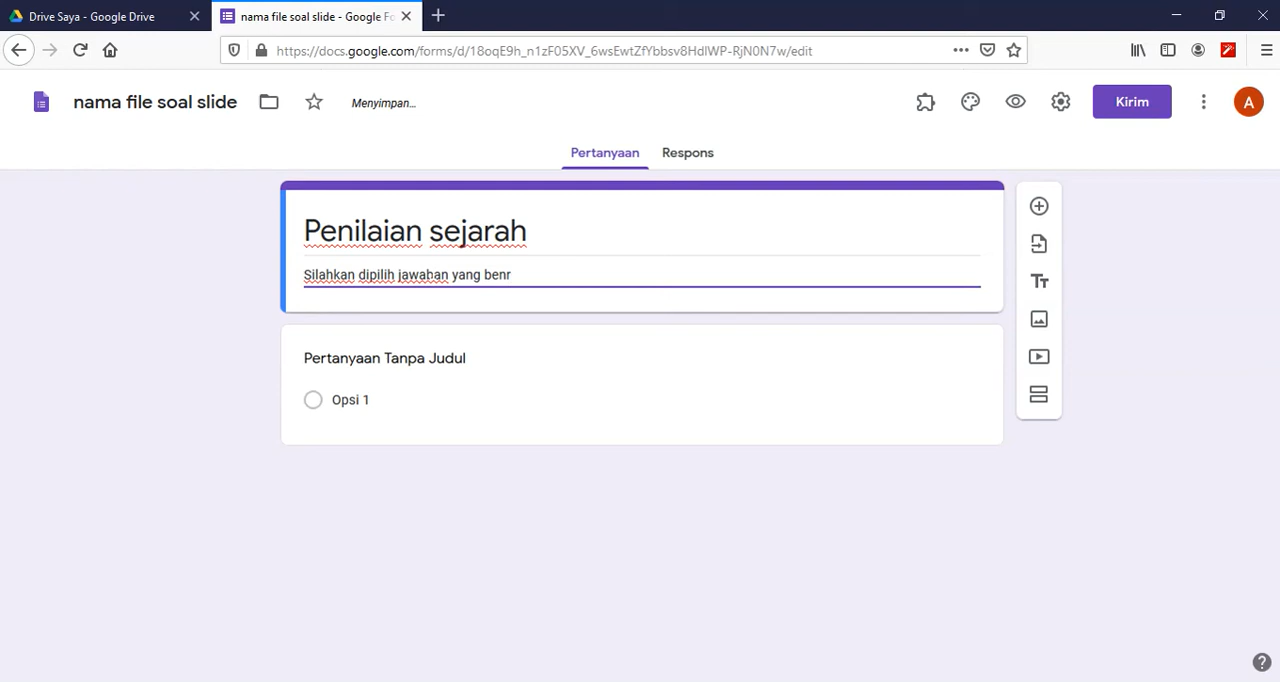 Drive Saya - Google Drive
nama file soal slide - Google Fo
https://docs.google.com/forms/d/18oqE9h_n1zF05XV_6wsEwtZfYbbsv8HdlWP-RjN0N7w/edit
nama file soal slide
Menyimpan...
Kirim
A
Pertanyaan
Respons
Penilaian sejarah
Silahkan dipilih jawaban yang benr
Pertanyaan Tanpa Judul
Opsi 1